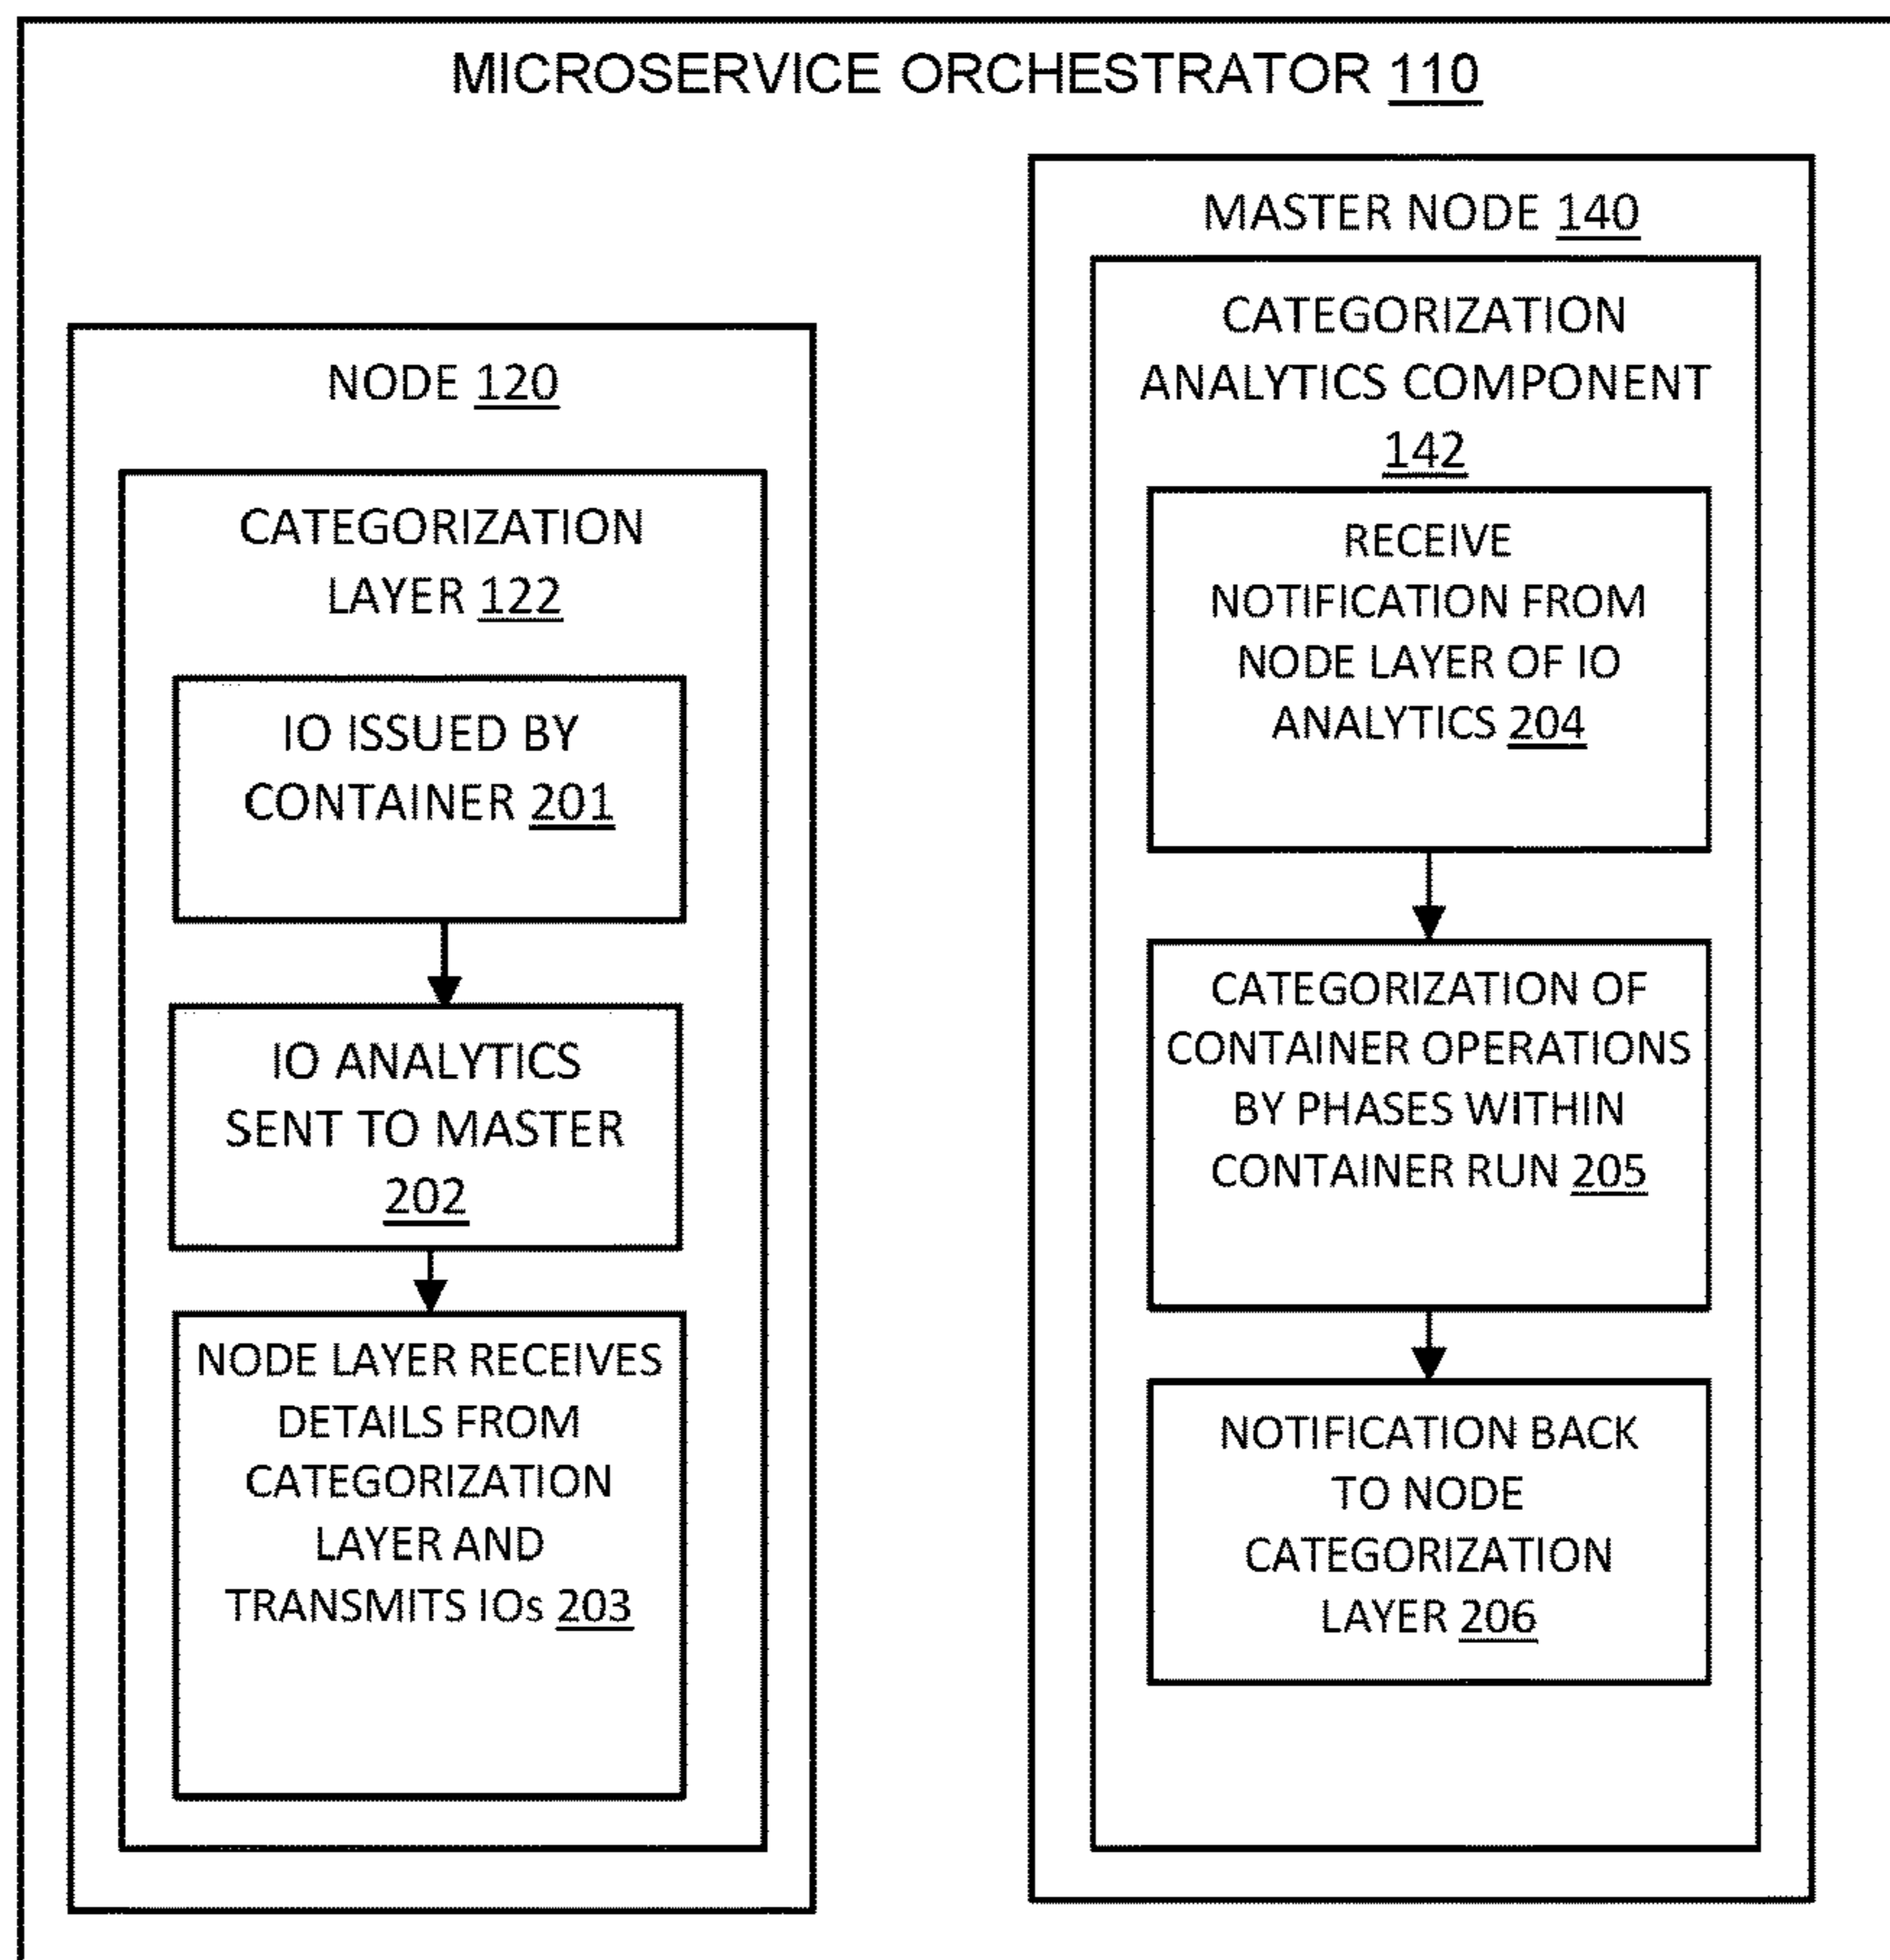 MICROSERVICE ORCHESTRATOR 110
NODE 120
CATEGORIZATION
LAYER 122
IO ISSUED BY
CONTAINER 201
IO ANALYTICS
SENT TO MASTER
202
NODE LAYER RECEIVES
DETAILS FROM
CATEGORIZATION
LAYER AND
TRANSMITS IOs 203
MASTER NODE 140
CATEGORIZATION
ANALYTICS COMPONENT
142
RECEIVE
NOTIFICATION FROM
NODE LAYER OF IO
ANALYTICS 204
CATEGORIZATION OF
CONTAINER OPERATIONS
BY PHASES WITHIN
CONTAINER RUN 205
NOTIFICATION BACK
TO NODE
CATEGORIZATION
LAYER 206